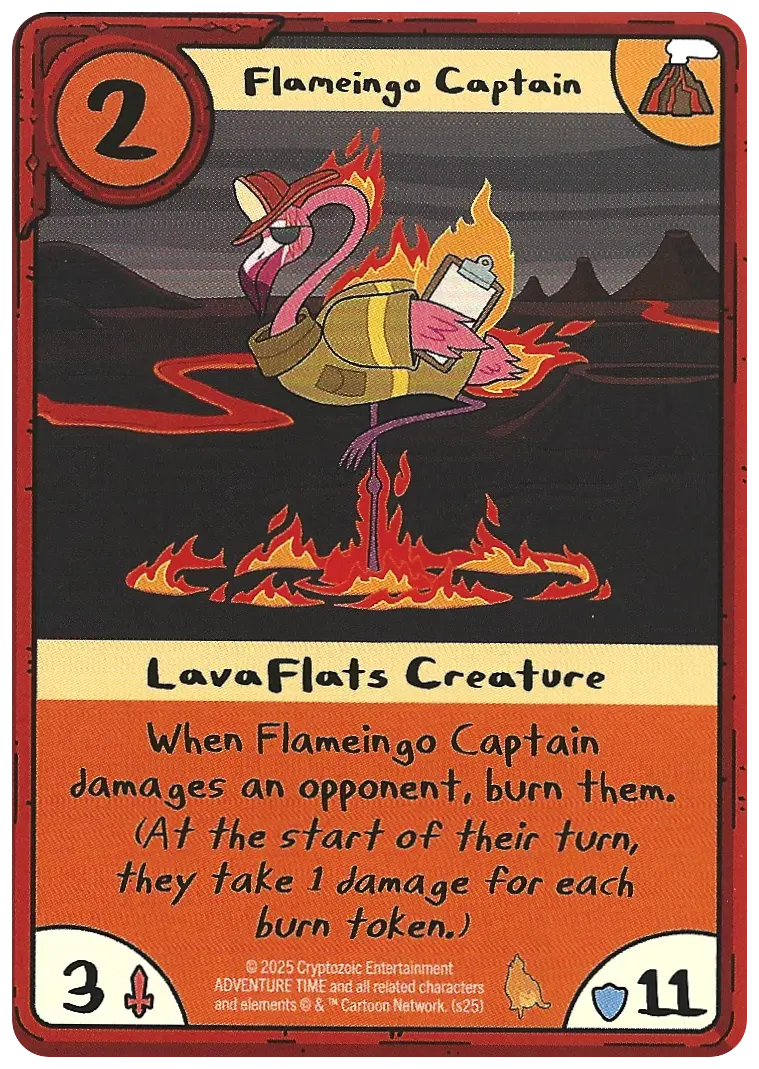 2
Flameingo Captain
LavaFlats Creature
When Flameingo Captain
damages an opponent, burn them.
(At the start of their turn,
they take 1 damage for each
burn token.)
3
© 2025 Cryptozoic Entertainment
ADVENTURE TIME and all related characters
and elements © & ™ Cartoon Network. (s25)
11